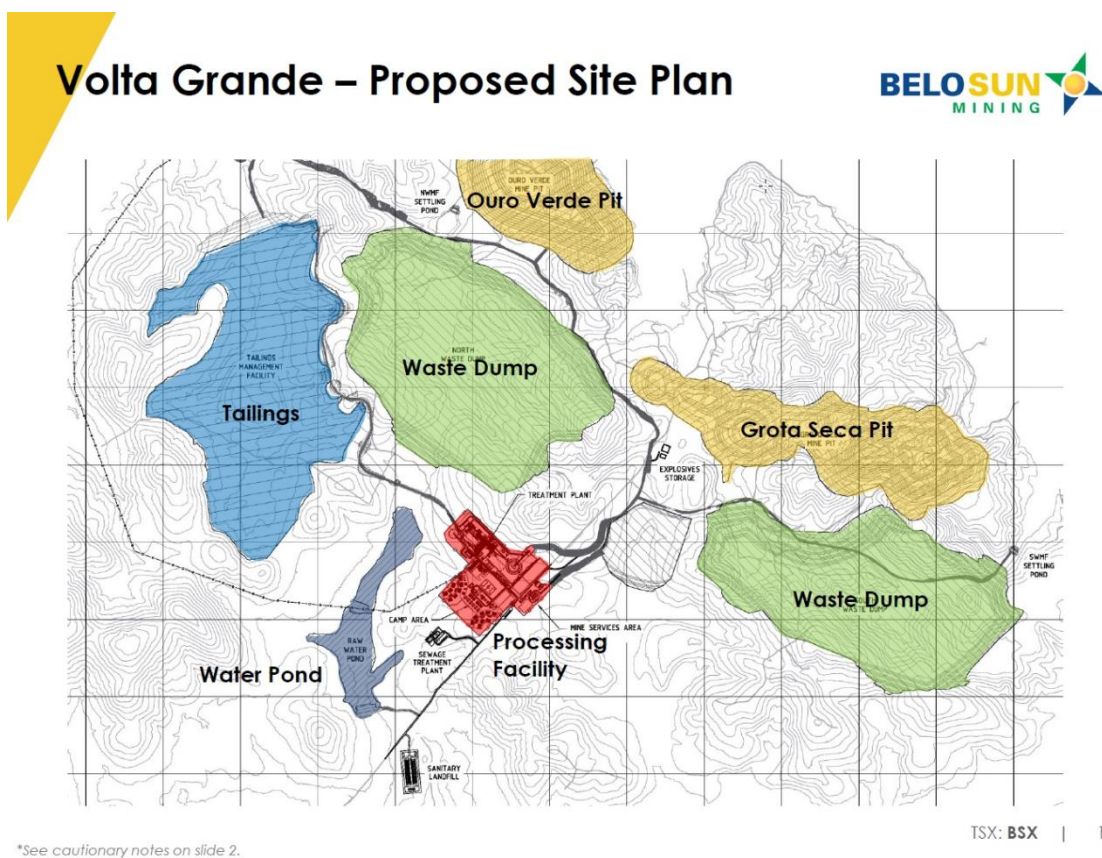 Volta Grande – Proposed Site Plan
BELO SUN
MINING
OURO VERDE
MINE PIT
Ouro Verde Pit
NWMF
SETTLING
POND
NORTH
WASTE DUMP
Waste Dump
TAILINGS
MANAGEMENT
FACILITY
Tailings
Grota Seca Pit
MINE PIT
EXPLOSIVES
STORAGE
TREATMENT PLANT
SWMF
SETTLING
POND
Waste Dump
WASTE DUMP
CAMP AREA
MINE SERVICES AREA
Processing
Facility
SEWAGE
TREATMENT
PLANT
RAW
WATER
POND
Water Pond
SANITARY
LANDFILL
TSX: BSX | 1
*See cautionary notes on slide 2.